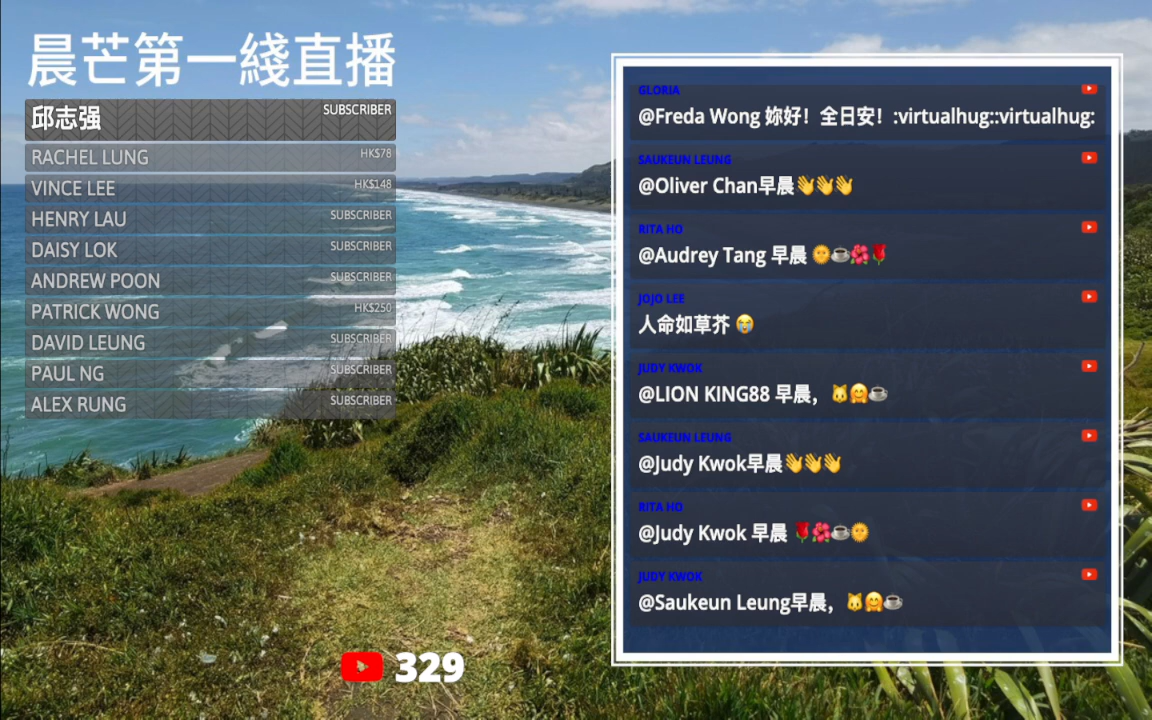 晨芒第一綫直播
邱志强 SUBSCRIBER
RACHEL LUNG HK$78
VINCE LEE HK$148
HENRY LAU SUBSCRIBER
DAISY LOK SUBSCRIBER
ANDREW POON SUBSCRIBER
PATRICK WONG HK$250
DAVID LEUNG SUBSCRIBER
PAUL NG SUBSCRIBER
ALEX RUNG SUBSCRIBER
329
GLORIA
@Freda Wong 妳好！全日安！:virtualhug::virtualhug:
SAUKEUN LEUNG
@Oliver Chan早晨👋👋👋
RITA HO
@Audrey Tang 早晨 🌞☕🌺🌹
JOJO LEE
人命如草芥 😭
JUDY KWOK
@LION KING88 早晨，🐱🤗☕
SAUKEUN LEUNG
@Judy Kwok早晨👋👋👋
RITA HO
@Judy Kwok 早晨 🌹🌺☕🌞
JUDY KWOK
@Saukeun Leung早晨，🐱🤗☕